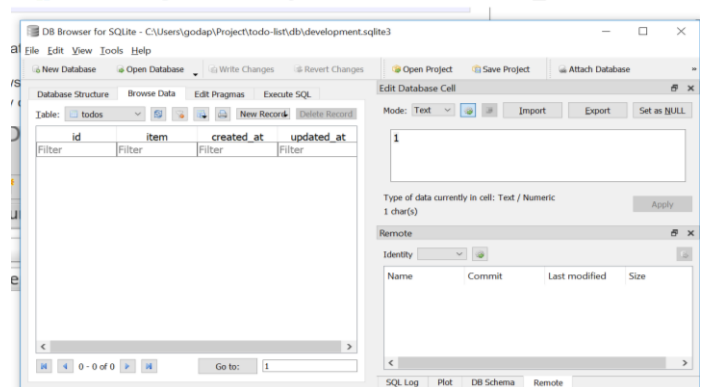 DB Browser for SQLite - C:\Users\godap\Project\todo-list\db\development.sqlite3
File Edit View Tools Help
New Database Open Database Write Changes Revert Changes Open Project Save Project Attach Database »
Database Structure Browse Data Edit Pragmas Execute SQL
Table: todos New Record Delete Record
id item created_at updated_at
Filter Filter Filter Filter
0 - 0 of 0 Go to: 1
Edit Database Cell
Mode: Text Import Export Set as NULL
1
Type of data currently in cell: Text / Numeric
1 char(s)
Apply
Remote
Identity
Name Commit Last modified Size
SQL Log Plot DB Schema Remote